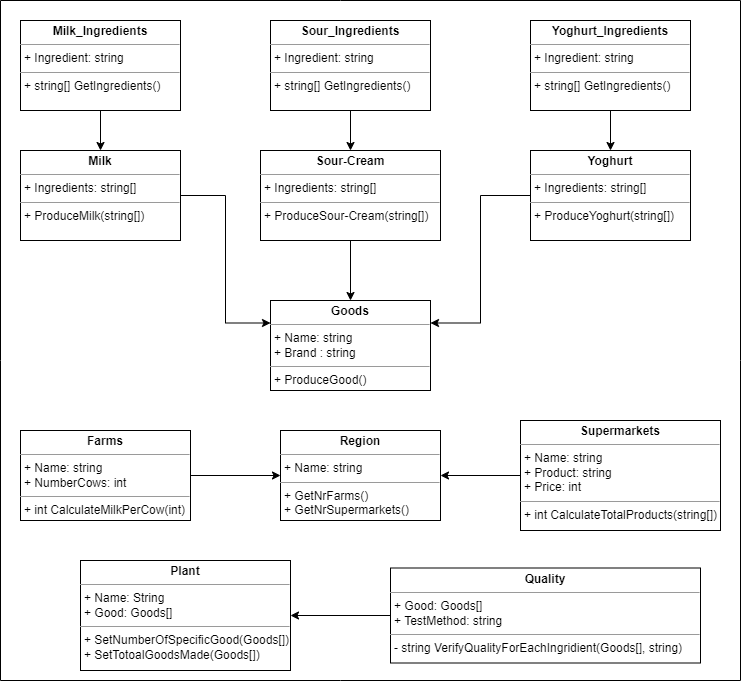 Milk_Ingredients
+ Ingredient: string
+ string[] GetIngredients()
Sour_Ingredients
+ Ingredient: string
+ string[] GetIngredients()
Yoghurt_Ingredients
+ Ingredient: string
+ string[] GetIngredients()
Milk
+ Ingredients: string[]
+ ProduceMilk(string[])
Sour-Cream
+ Ingredients: string[]
+ ProduceSour-Cream(string[])
Yoghurt
+ Ingredients: string[]
+ ProduceYoghurt(string[])
Goods
+ Name: string
+ Brand : string
+ ProduceGood()
Farms
+ Name: string
+ NumberCows: int
+ int CalculateMilkPerCow(int)
Region
+ Name: string
+ GetNrFarms()
+ GetNrSupermarkets()
Supermarkets
+ Name: string
+ Product: string
+ Price: int
+ int CalculateTotalProducts(string[])
Plant
+ Name: String
+ Good: Goods[]
+ SetNumberOfSpecificGood(Goods[])
+ SetTotoalGoodsMade(Goods[])
Quality
+ Good: Goods[]
+ TestMethod: string
- string VerifyQualityForEachIngridient(Goods[], string)